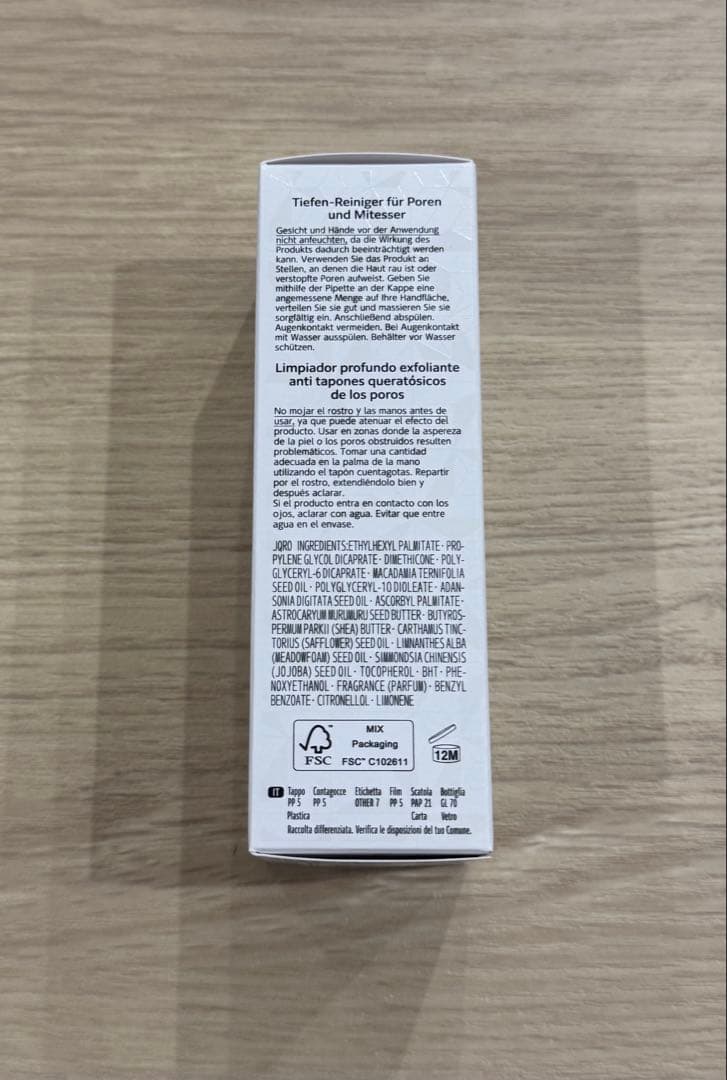 Tiefen-Reiniger für Poren
und Mitesser
Gesicht und Hände vor der Anwendung
nicht anfeuchten, da die Wirkung des
Produkts dadurch beeinträchtigt werden
kann. Verwenden Sie das Produkt an
Stellen, an denen die Haut rau ist oder
verstopfte Poren aufweist. Geben Sie
mithilfe der Pipette an der Kappe eine
angemessene Menge auf Ihre Handfläche,
verteilen Sie sie gut und massieren Sie sie
sorgfältig ein. Anschließend abspülen.
Augenkontakt vermeiden. Bei Augenkontakt
mit Wasser ausspülen. Behälter vor Wasser
schützen.
Limpiador profundo exfoliante
anti tapones queratósicos
de los poros
No mojar el rostro y las manos antes de
usar, ya que puede atenuar el efecto del
producto. Usar en zonas donde la aspereza
de la piel o los poros obstruidos resulten
problemáticos. Tomar una cantidad
adecuada en la palma de la mano
utilizando el tapón cuentagotas. Repartir
por el rostro, extendiéndolo bien y
después aclarar.
Si el producto entra en contacto con los
ojos, aclarar con agua. Evitar que entre
agua en el envase.
JQRO INGREDIENTS:ETHYLHEXYL PALMITATE· PRO-
PYLENE GLYCOL DICAPRATE · DIMETHICONE · POLY-
GLYCERYL-6 DICAPRATE · MACADAMIA TERNIFOLIA
SEED OIL · POLYGLYCERYL-10 DIOLEATE · ADAN-
SONIA DIGITATA SEED OIL · ASCORBYL PALMITATE ·
ASTROCARYUM MURUMURU SEED BUTTER · BUTYROS-
PERMUM PARKII (SHEA) BUTTER · CARTHAMUS TINC-
TORIUS (SAFFLOWER) SEED OIL · LIMNANTHES ALBA
(MEADOWFOAM) SEED OIL · SIMMONDSIA CHINENSIS
(JOJOBA) SEED OIL · TOCOPHEROL · BHT · PHE-
NOXYETHANOL · FRAGRANCE (PARFUM) · BENZYL
BENZOATE · CITRONELLOL · LIMONENE
FSC
MIX
Packaging
FSC™ C102611
12M
IT Tappo Contagocce Etichetta Film Scatola Bottiglia
PP 5 PP 5 OTHER 7 PP 5 PAP 21 GL 70
Plastica Carta Vetro
Raccolta differenziata. Verifica le disposizioni del tuo Comune.